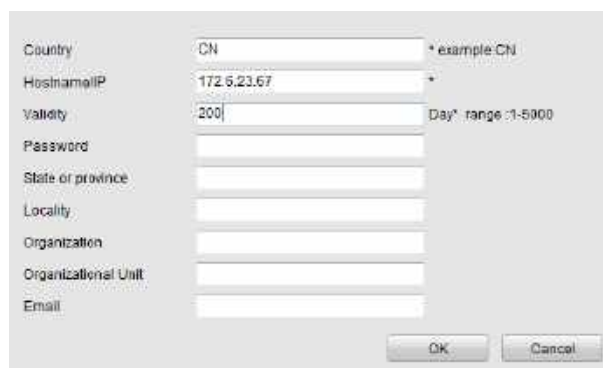 Country CN * example CN
Hostname/IP 172.6.23.67 *
Validity 200 Day* range :1-5000
Password
State or province
Locality
Organization
Organizational Unit
Email
OK Cancel